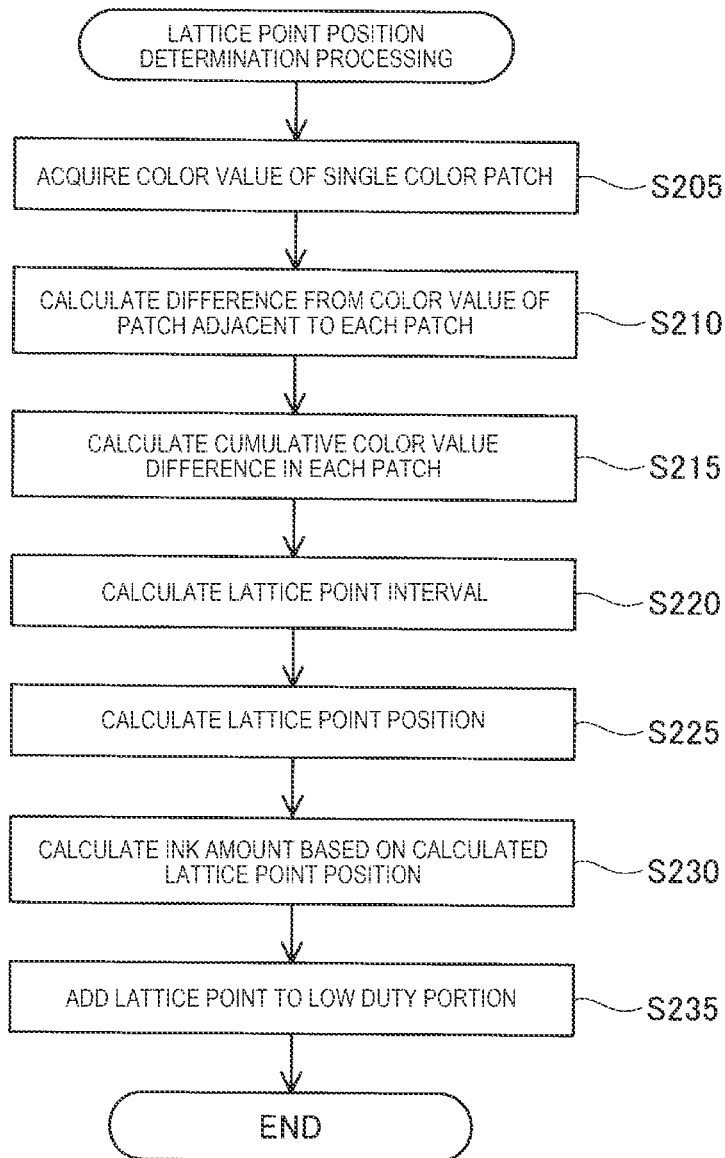 LATTICE POINT POSITION
DETERMINATION PROCESSING
ACQUIRE COLOR VALUE OF SINGLE COLOR PATCH
S205
CALCULATE DIFFERENCE FROM COLOR VALUE OF
PATCH ADJACENT TO EACH PATCH
S210
CALCULATE CUMULATIVE COLOR VALUE
DIFFERENCE IN EACH PATCH
S215
CALCULATE LATTICE POINT INTERVAL
S220
CALCULATE LATTICE POINT POSITION
S225
CALCULATE INK AMOUNT BASED ON CALCULATED
LATTICE POINT POSITION
S230
ADD LATTICE POINT TO LOW DUTY PORTION
S235
END